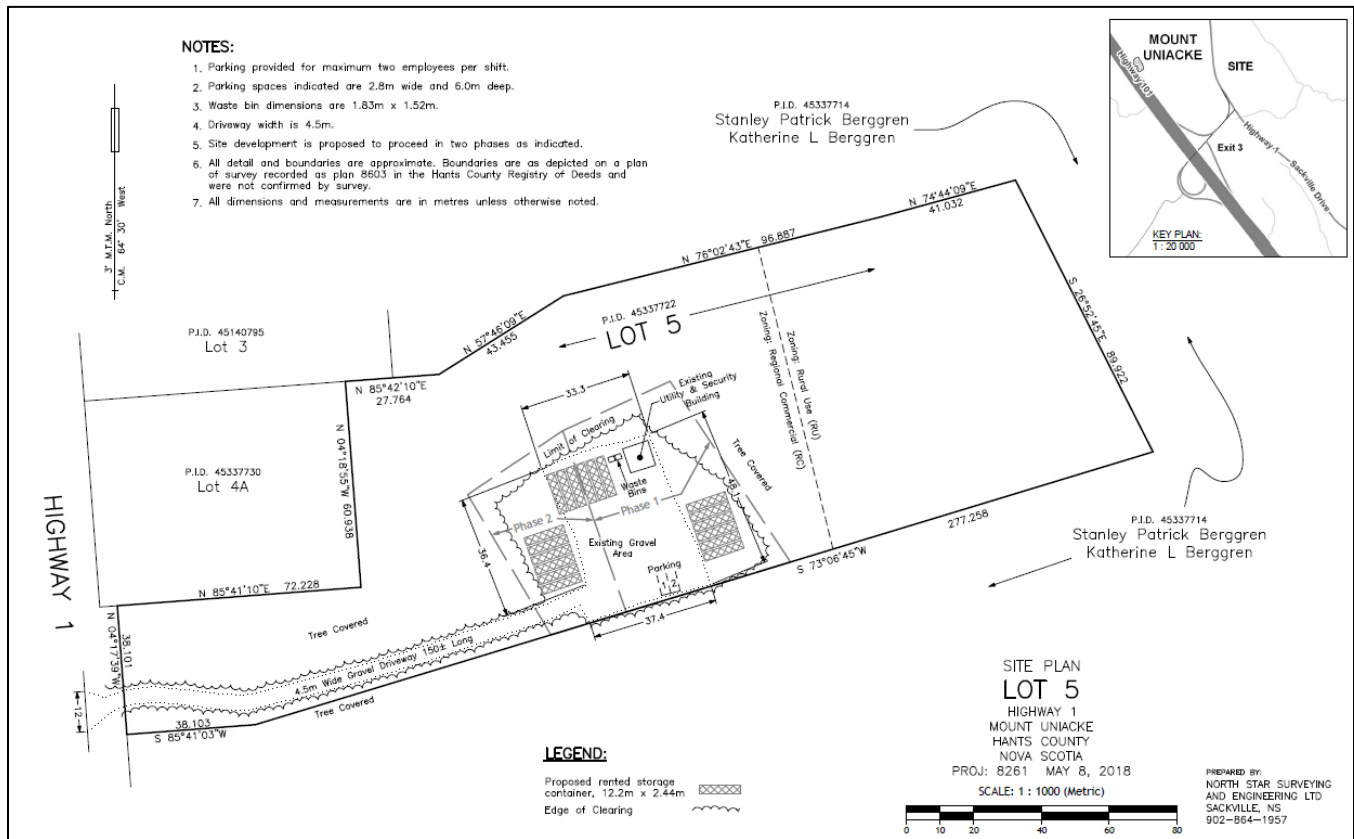 NOTES:
1. Parking provided for maximum two employees per shift.
2. Parking spaces indicated are 2.8m wide and 6.0m deep.
3. Waste bin dimensions are 1.83m x 1.52m.
4. Driveway width is 4.5m.
5. Site development is proposed to proceed in two phases as indicated.
6. All detail and boundaries are approximate. Boundaries are as depicted on a plan
of survey recorded as plan 8603 in the Hants County Registry of Deeds and
were not confirmed by survey.
7. All dimensions and measurements are in metres unless otherwise noted.
3° M.T.M. North
C.M. 64° 30' West
P.I.D. 45337714
Stanley Patrick Berggren
Katherine L Berggren
MOUNT
UNIACKE
SITE
Highway 101
Exit 3
Highway 1
Sackville Drive
KEY PLAN:
1 : 20 000
N 74°44'09"E
41.032
N 76°02'43"E 96.887
N 57°46'09"E
43.455
P.I.D. 45337722
LOT 5
Zoning: Rural Use (RU)
Zoning: Regional Commercial (RC)
S 26°52'45"E 89.922
P.I.D. 45140795
Lot 3
N 85°42'10"E
27.764
N 04°18'55"W 60.938
P.I.D. 45337730
Lot 4A
HIGHWAY 1
N 85°41'10"E 72.228
N 04°17'39"W
38.101
33.3
Existing
Utility & Security
Building
Limit of Clearing
Tree Covered
48.
Waste
Bins
Phase 2
Phase 1
36.4
Existing Gravel
Area
Parking
1 2
37.4
277.258
S 73°06'45"W
P.I.D. 45337714
Stanley Patrick Berggren
Katherine L Berggren
Tree Covered
4.5m Wide Gravel Driveway 150± Long
Tree Covered
12
38.103
S 85°41'03"W
LEGEND:
Proposed rented storage
container, 12.2m x 2.44m
Edge of Clearing
SITE PLAN
LOT 5
HIGHWAY 1
MOUNT UNIACKE
HANTS COUNTY
NOVA SCOTIA
PROJ: 8261 MAY 8, 2018
SCALE: 1 : 1000 (Metric)
0 10 20 40 60 80
PREPARED BY:
NORTH STAR SURVEYING
AND ENGINEERING LTD
SACKVILLE, NS
902-864-1957